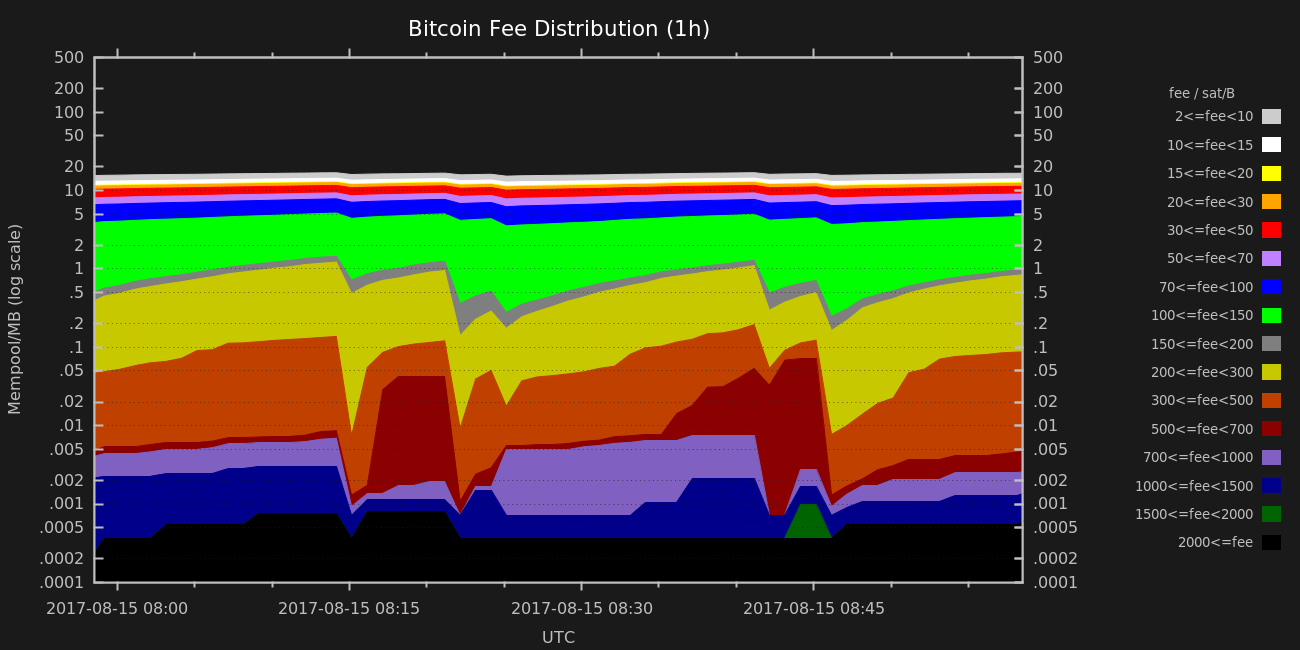 Bitcoin Fee Distribution (1h)
500 500
200 200
100 100
50 50
20 20
10 10
5 5
2 2
1 1
.5 .5
.2 .2
.1 .1
.05 .05
.02 .02
.01 .01
.005 .005
.002 .002
.001 .001
.0005 .0005
.0002 .0002
.0001 .0001
Mempool/MB (log scale)
2017-08-15 08:00 2017-08-15 08:15 2017-08-15 08:30 2017-08-15 08:45
UTC
fee / sat/B
2<=fee<10
10<=fee<15
15<=fee<20
20<=fee<30
30<=fee<50
50<=fee<70
70<=fee<100
100<=fee<150
150<=fee<200
200<=fee<300
300<=fee<500
500<=fee<700
700<=fee<1000
1000<=fee<1500
1500<=fee<2000
2000<=fee